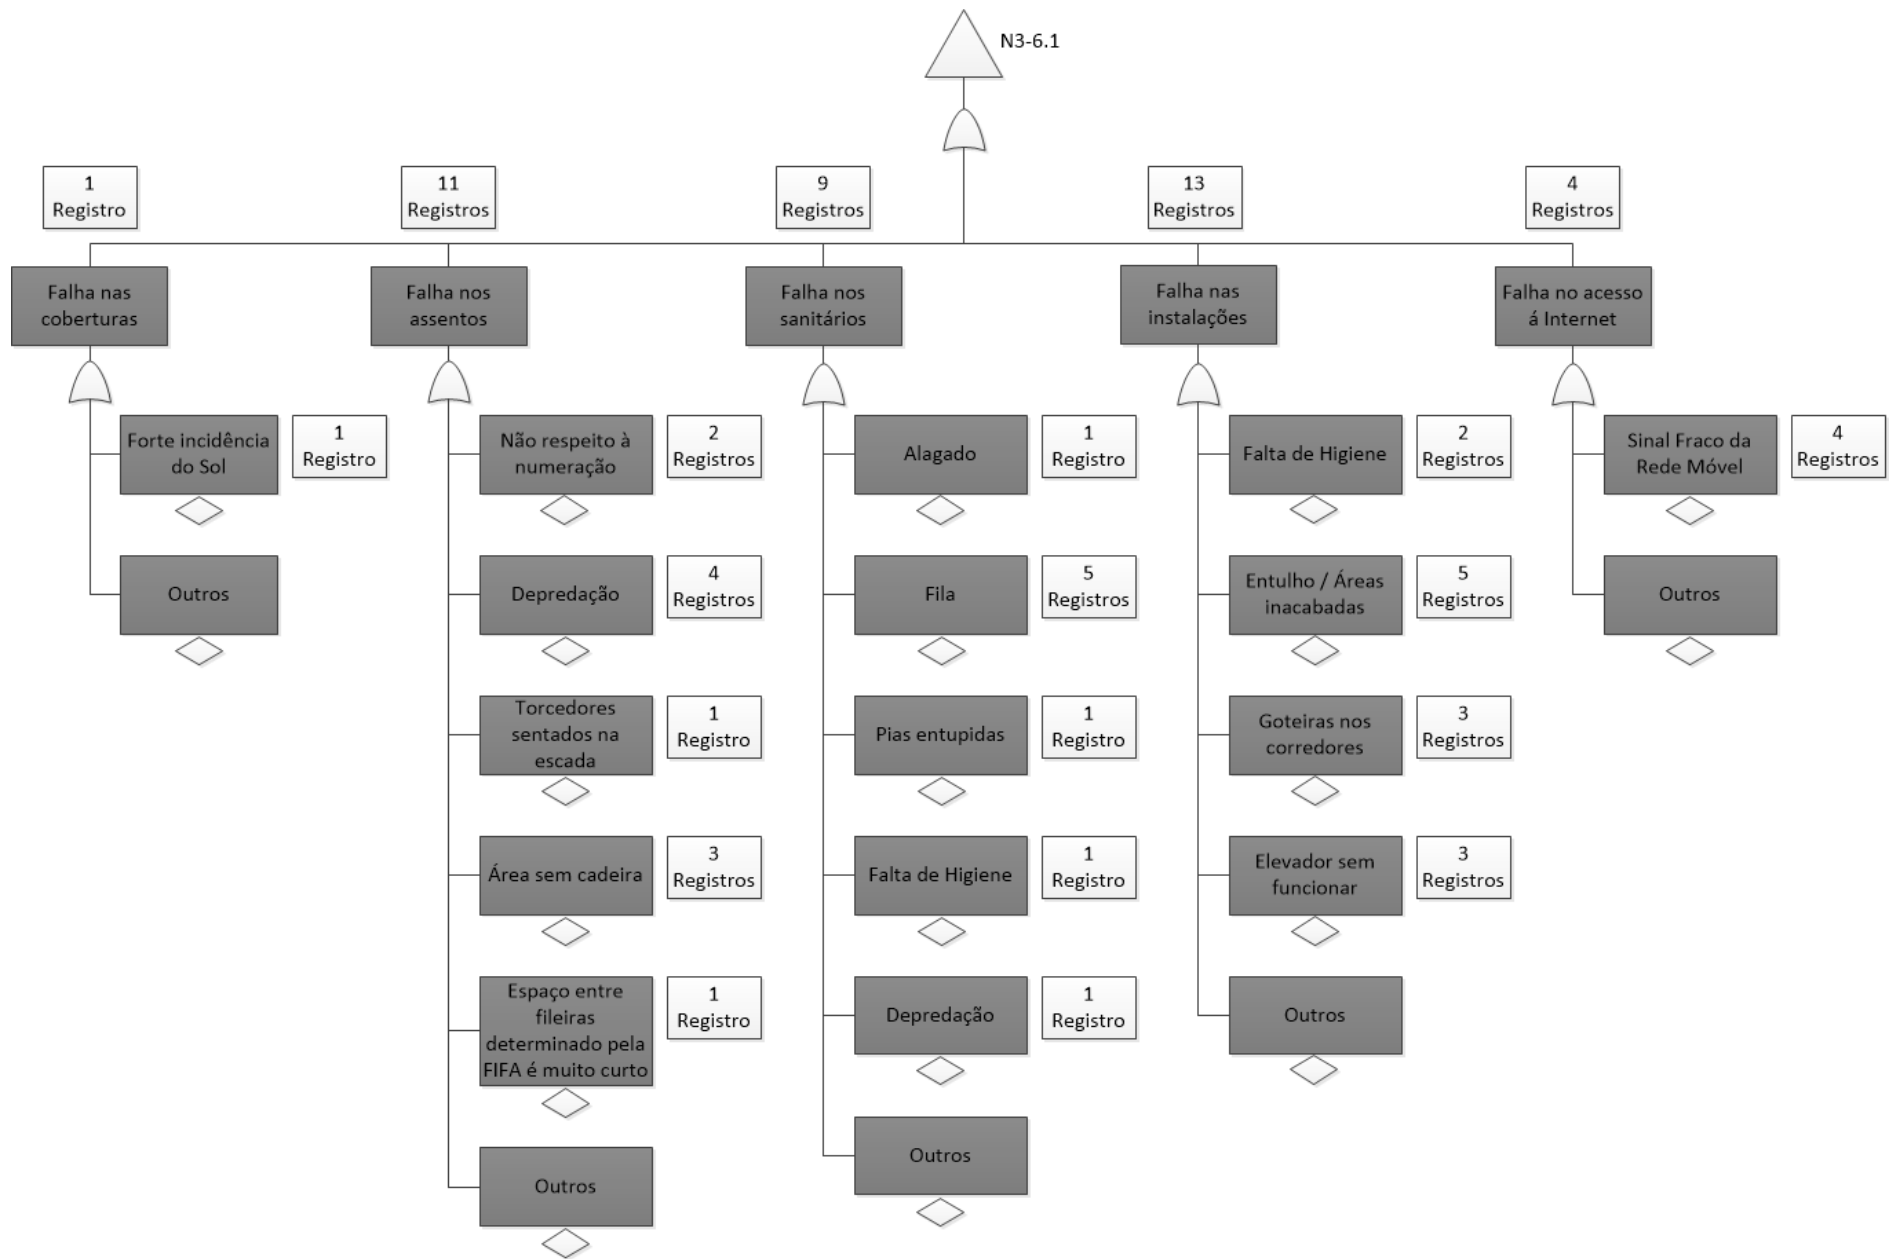 N3-6.1
1
Registro
11
Registros
9
Registros
13
Registros
4
Registros
Falha nas
coberturas
Falha nos
assentos
Falha nos
sanitários
Falha nas
instalações
Falha no acesso
á Internet
Forte incidência
do Sol
1
Registro
Não respeito à
numeração
2
Registros
Alagado
1
Registro
Falta de Higiene
2
Registros
Sinal Fraco da
Rede Móvel
4
Registros
Outros
Depredação
4
Registros
Fila
5
Registros
Entulho / Áreas
inacabadas
5
Registros
Outros
Torcedores
sentados na
escada
1
Registro
Pias entupidas
1
Registro
Goteiras nos
corredores
3
Registros
Área sem cadeira
3
Registros
Falta de Higiene
1
Registro
Elevador sem
funcionar
3
Registros
Espaço entre
fileiras
determinado pela
FIFA é muito curto
1
Registro
Depredação
1
Registro
Outros
Outros
Outros